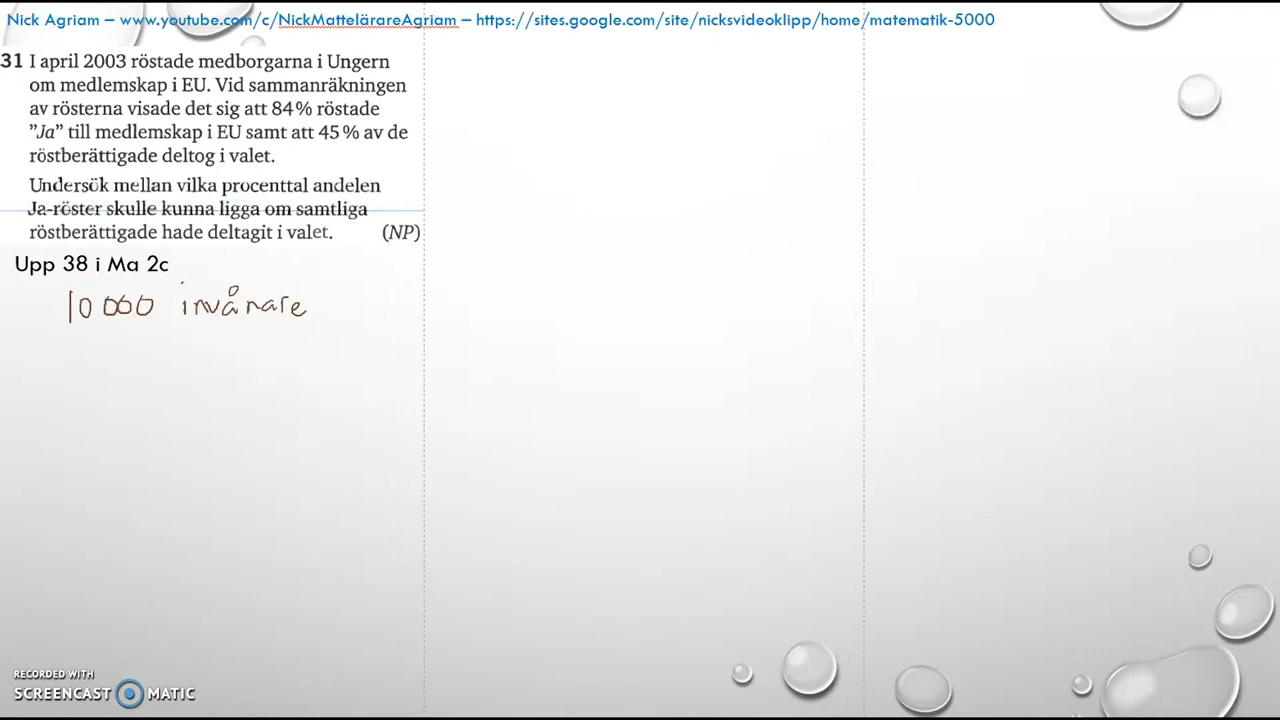 Nick Agriam – www.youtube.com/c/NickMattelärareAgriam – https://sites.google.com/site/nicksvideoklipp/home/matematik-5000
31 I april 2003 röstade medborgarna i Ungern
om medlemskap i EU. Vid sammanräkningen
av rösterna visade det sig att 84% röstade
”Ja” till medlemskap i EU samt att 45% av de
röstberättigade deltog i valet.
Undersök mellan vilka procenttal andelen
Ja-röster skulle kunna ligga om samtliga
röstberättigade hade deltagit i valet. (NP)
Upp 38 i Ma 2c
10 000 invånare
RECORDED WITH
SCREENCAST MATIC